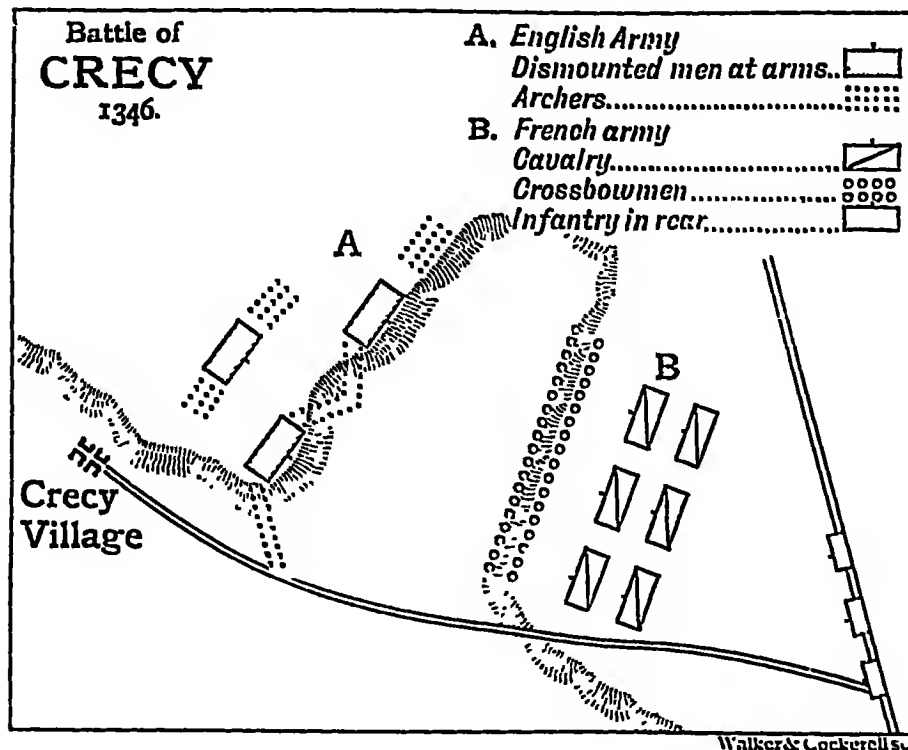 Battle of
CRECY
1346.
A. English Army
Dismounted men at arms..
Archers..............................
B. French army
Cavalry..............................
Crossbowmen..................
Infantry in rear................
A
B
Crecy
Village
Walker & Cockerell sc.